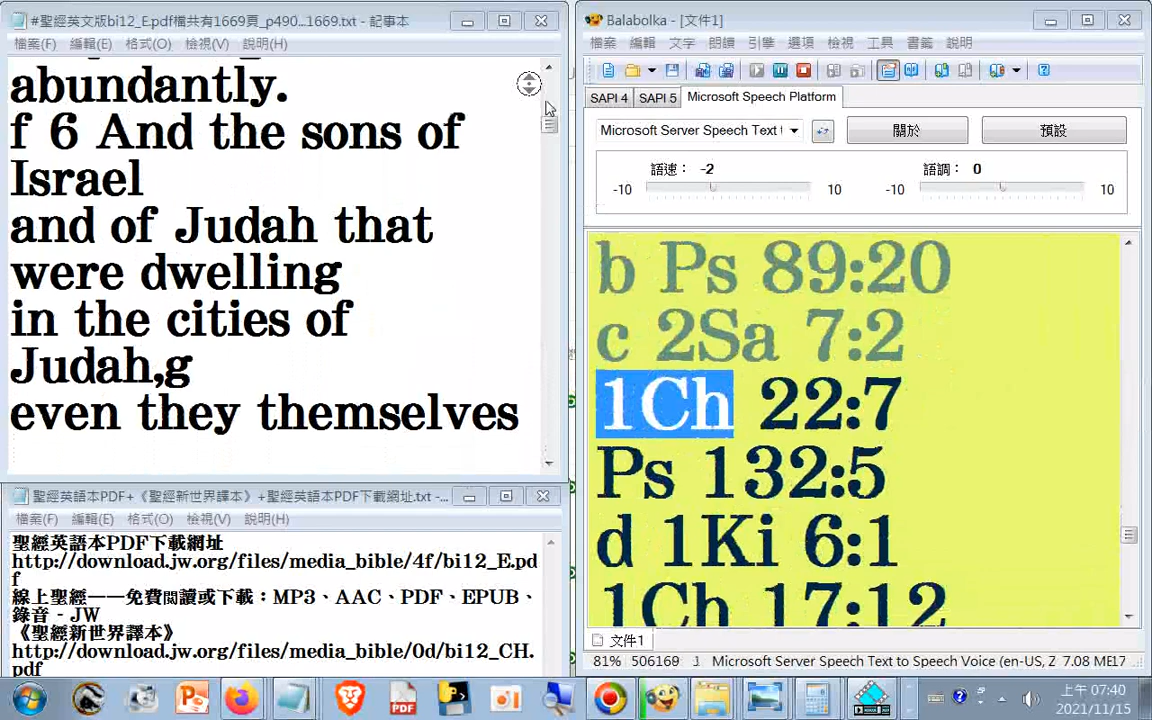 #聖經英文版bi12_E.pdf檔共有1669頁_p490...1669.txt - 記事本
檔案(F) 編輯(E) 格式(O) 檢視(V) 說明(H)
abundantly.
f 6 And the sons of
Israel
and of Judah that
were dwelling
in the cities of
Judah,g
even they themselves
聖經英語本PDF+《聖經新世界譯本》+聖經英語本PDF下載網址.txt - ...
檔案(F) 編輯(E) 格式(O) 檢視(V) 說明(H)
聖經英語本PDF下載網址
http://download.jw.org/files/media_bible/4f/bi12_E.pd
f
線上聖經——免費閱讀或下載：MP3、AAC、PDF、EPUB、
錄音 - JW
《聖經新世界譯本》
http://download.jw.org/files/media_bible/0d/bi12_CH.
pdf
Balabolka - [文件1]
檔案 編輯 文字 朗讀 引擎 選項 檢視 工具 書籤 說明
SAPI 4 SAPI 5 Microsoft Speech Platform
Microsoft Server Speech Text 關於 預設
語速： -2 語調： 0
-10 10 -10 10
b Ps 89:20
c 2Sa 7:2
1Ch 22:7
Ps 132:5
d 1Ki 6:1
1Ch 17:12
文件1
81% 506169 1 Microsoft Server Speech Text to Speech Voice (en-US, Z 7.08 ME17
上午 07:40
2021/11/15